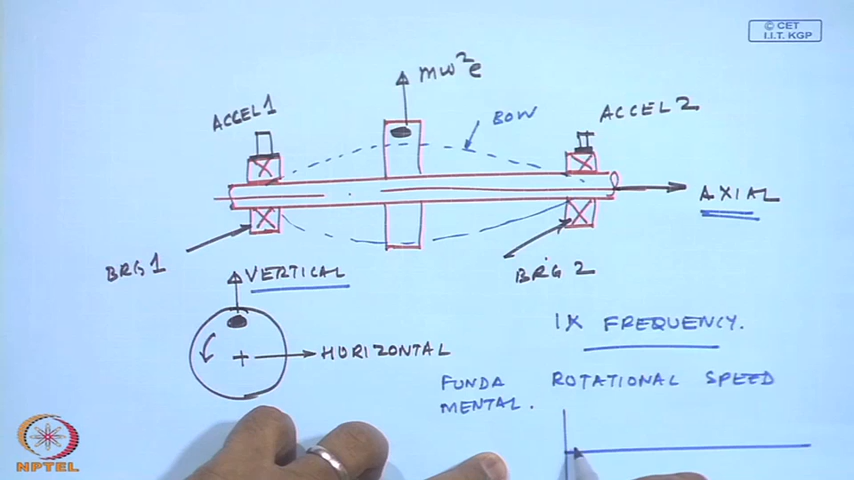 © CET
I.I.T. KGP
mω²e
ACCEL 1
BOW
ACCEL 2
AXIAL
BRG 1
BRG 2
VERTICAL
HORIZONTAL
1X FREQUENCY.
FUNDA
MENTAL.
ROTATIONAL SPEED
NPTEL